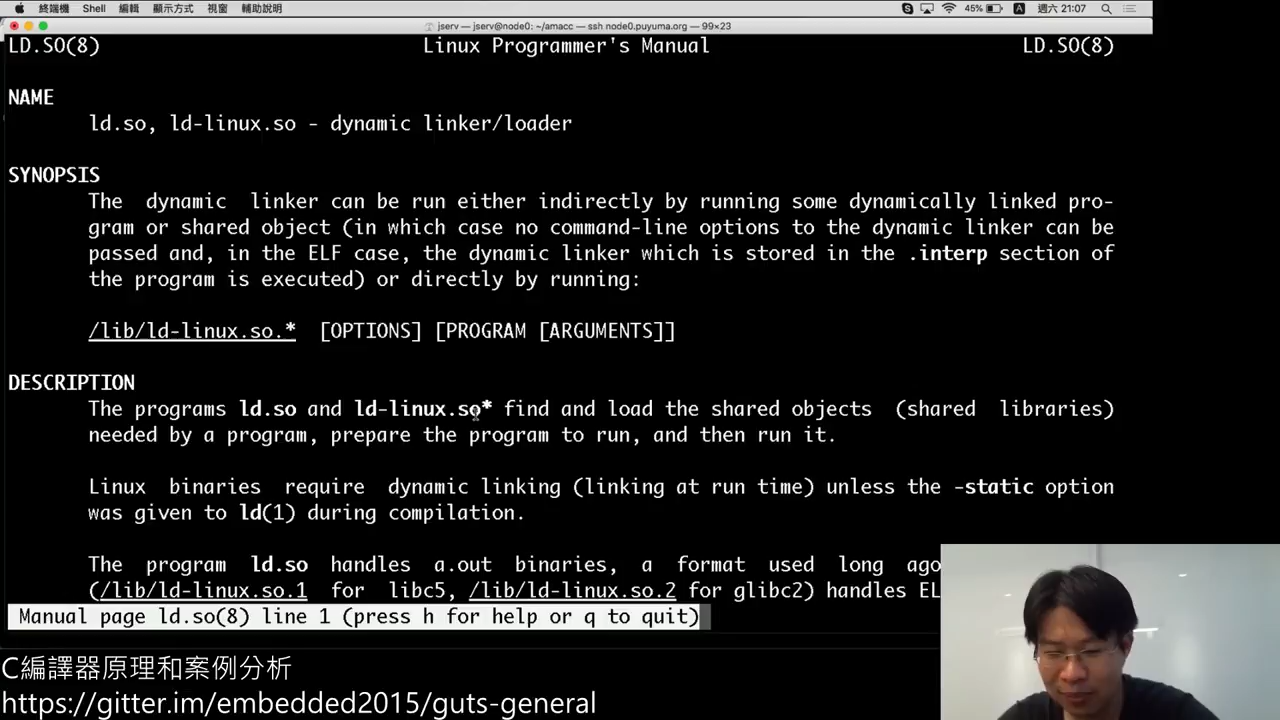 終端機 Shell 編輯 顯示方式 視窗 輔助說明 45% A 週六 21:07
jserv — jserv@node0: ~/amacc — ssh node0.puyuma.org — 99×23
LD.SO(8) Linux Programmer's Manual LD.SO(8)
NAME
ld.so, ld-linux.so - dynamic linker/loader
SYNOPSIS
The dynamic linker can be run either indirectly by running some dynamically linked pro-
gram or shared object (in which case no command-line options to the dynamic linker can be
passed and, in the ELF case, the dynamic linker which is stored in the .interp section of
the program is executed) or directly by running:
/lib/ld-linux.so.* [OPTIONS] [PROGRAM [ARGUMENTS]]
DESCRIPTION
The programs ld.so and ld-linux.so* find and load the shared objects (shared libraries)
needed by a program, prepare the program to run, and then run it.
Linux binaries require dynamic linking (linking at run time) unless the -static option
was given to ld(1) during compilation.
The program ld.so handles a.out binaries, a format used long ago
(/lib/ld-linux.so.1 for libc5, /lib/ld-linux.so.2 for glibc2) handles EL
Manual page ld.so(8) line 1 (press h for help or q to quit)
C編譯器原理和案例分析
https://gitter.im/embedded2015/guts-general